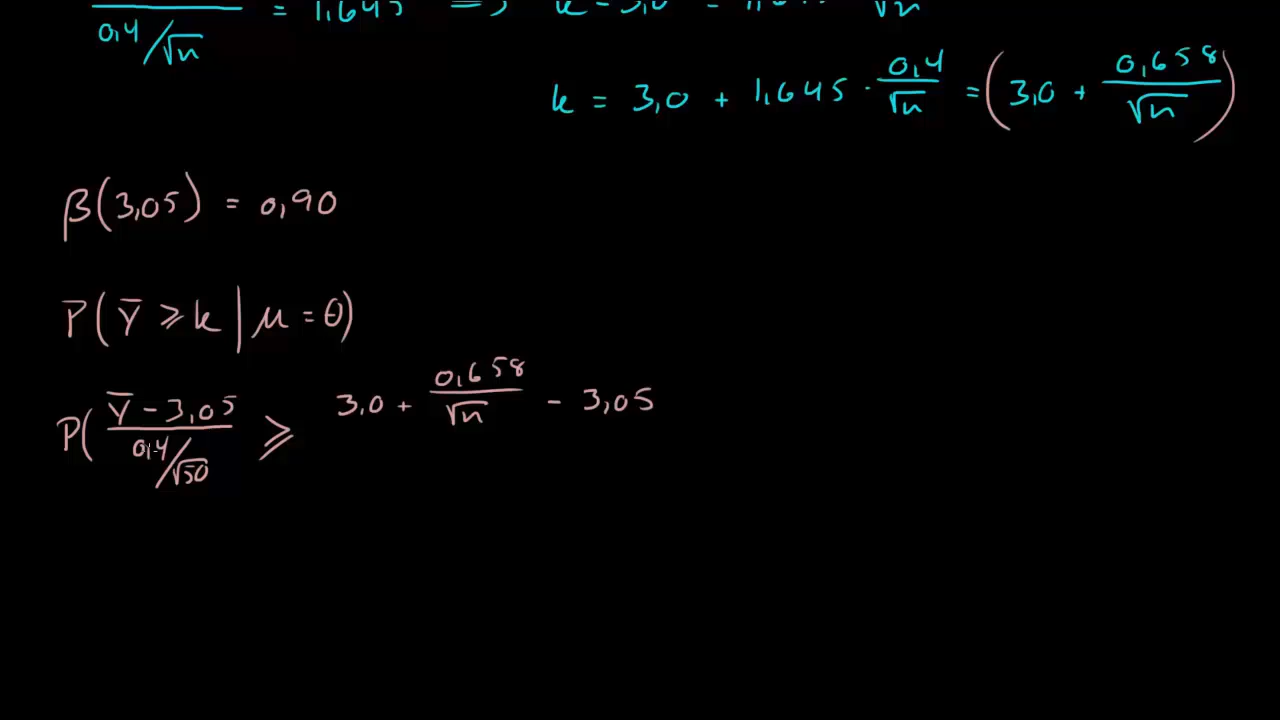 0,4/√n = 1,645
k = 3,0 + 1,645 · 0,4/√n = (3,0 + 0,658/√n)
β(3,05) = 0,90
P(Ȳ ≥ k | μ = θ)
P( Ȳ − 3,05 / 0,4/√50 ≥ 3,0 + 0,658/√n − 3,05